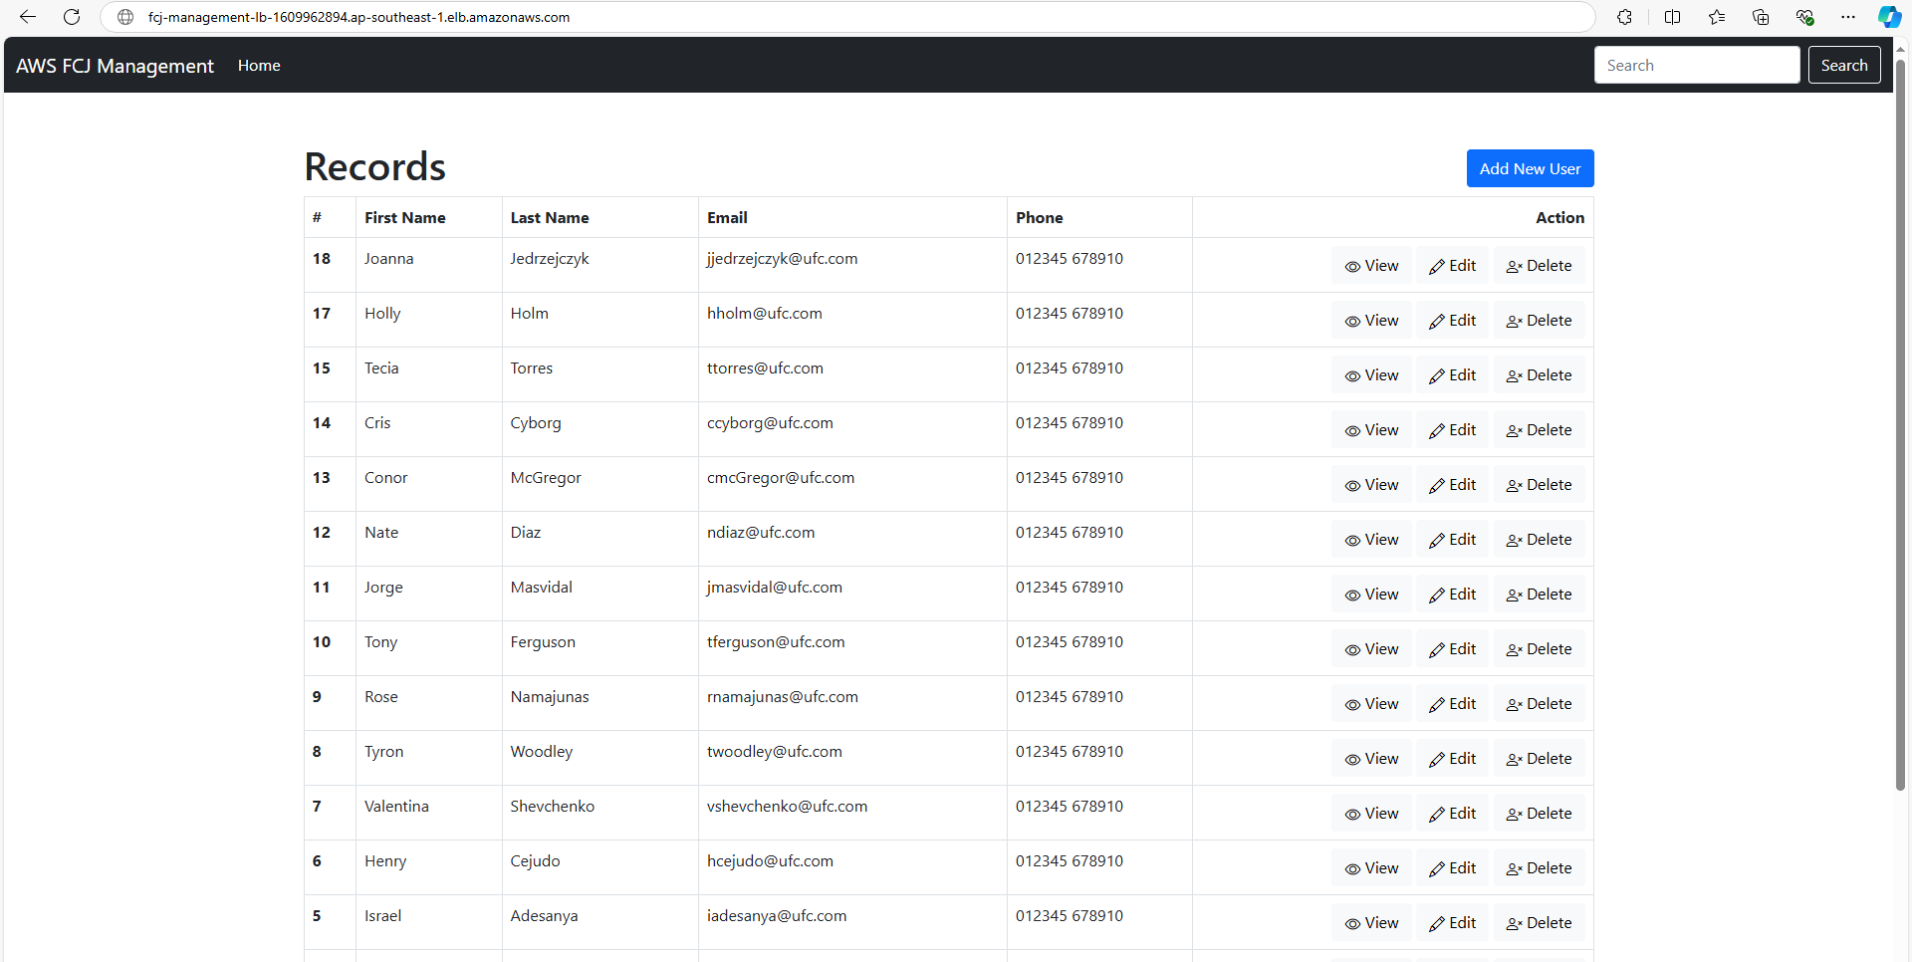 fcj-management-lb-1609962894.ap-southeast-1.elb.amazonaws.com
AWS FCJ Management Home Search Search
Records Add New User
# First Name Last Name Email Phone Action
18 Joanna Jedrzejczyk jjedrzejczyk@ufc.com 012345 678910 View Edit Delete
17 Holly Holm hholm@ufc.com 012345 678910 View Edit Delete
15 Tecia Torres ttorres@ufc.com 012345 678910 View Edit Delete
14 Cris Cyborg ccyborg@ufc.com 012345 678910 View Edit Delete
13 Conor McGregor cmcGregor@ufc.com 012345 678910 View Edit Delete
12 Nate Diaz ndiaz@ufc.com 012345 678910 View Edit Delete
11 Jorge Masvidal jmasvidal@ufc.com 012345 678910 View Edit Delete
10 Tony Ferguson tferguson@ufc.com 012345 678910 View Edit Delete
9 Rose Namajunas rnamajunas@ufc.com 012345 678910 View Edit Delete
8 Tyron Woodley twoodley@ufc.com 012345 678910 View Edit Delete
7 Valentina Shevchenko vshevchenko@ufc.com 012345 678910 View Edit Delete
6 Henry Cejudo hcejudo@ufc.com 012345 678910 View Edit Delete
5 Israel Adesanya iadesanya@ufc.com 012345 678910 View Edit Delete